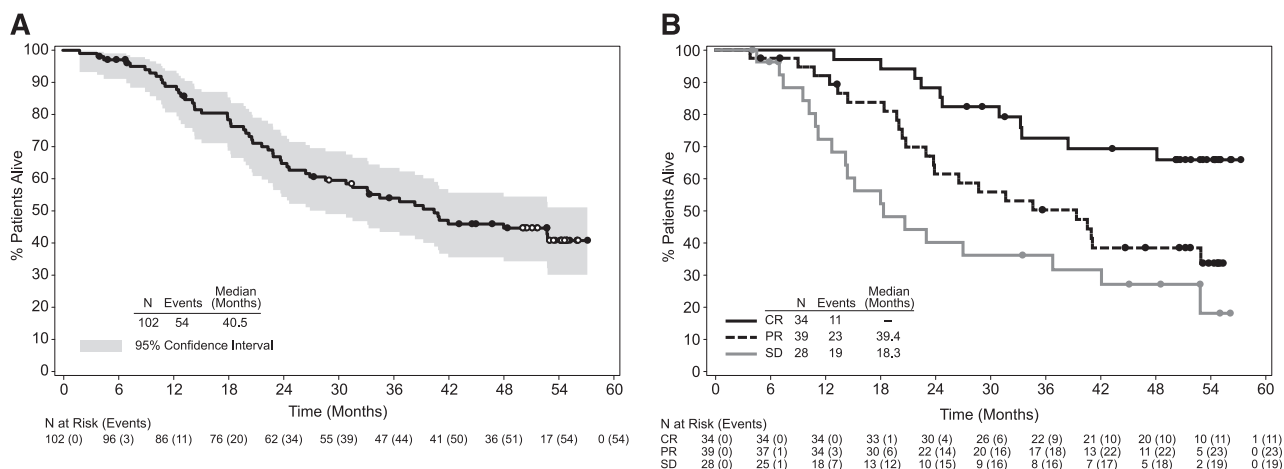 A
100
90
80
70
60
50
40
30
20
10
0
% Patients Alive
N Events Median (Months)
102 54 40.5
95% Confidence Interval
0 6 12 18 24 30 36 42 48 54 60
Time (Months)
N at Risk (Events)
102 (0) 96 (3) 86 (11) 76 (20) 62 (34) 55 (39) 47 (44) 41 (50) 36 (51) 17 (54) 0 (54)
B
100
90
80
70
60
50
40
30
20
10
0
% Patients Alive
N Events Median (Months)
CR 34 11 –
PR 39 23 39.4
SD 28 19 18.3
0 6 12 18 24 30 36 42 48 54 60
Time (Months)
N at Risk (Events)
CR 34 (0) 34 (0) 34 (0) 33 (1) 30 (4) 26 (6) 22 (9) 21 (10) 20 (10) 10 (11) 1 (11)
PR 39 (0) 37 (1) 34 (3) 30 (6) 22 (14) 20 (16) 17 (18) 13 (22) 11 (22) 5 (23) 0 (23)
SD 28 (0) 25 (1) 18 (7) 13 (12) 10 (15) 9 (16) 8 (16) 7 (17) 5 (18) 2 (19) 0 (19)